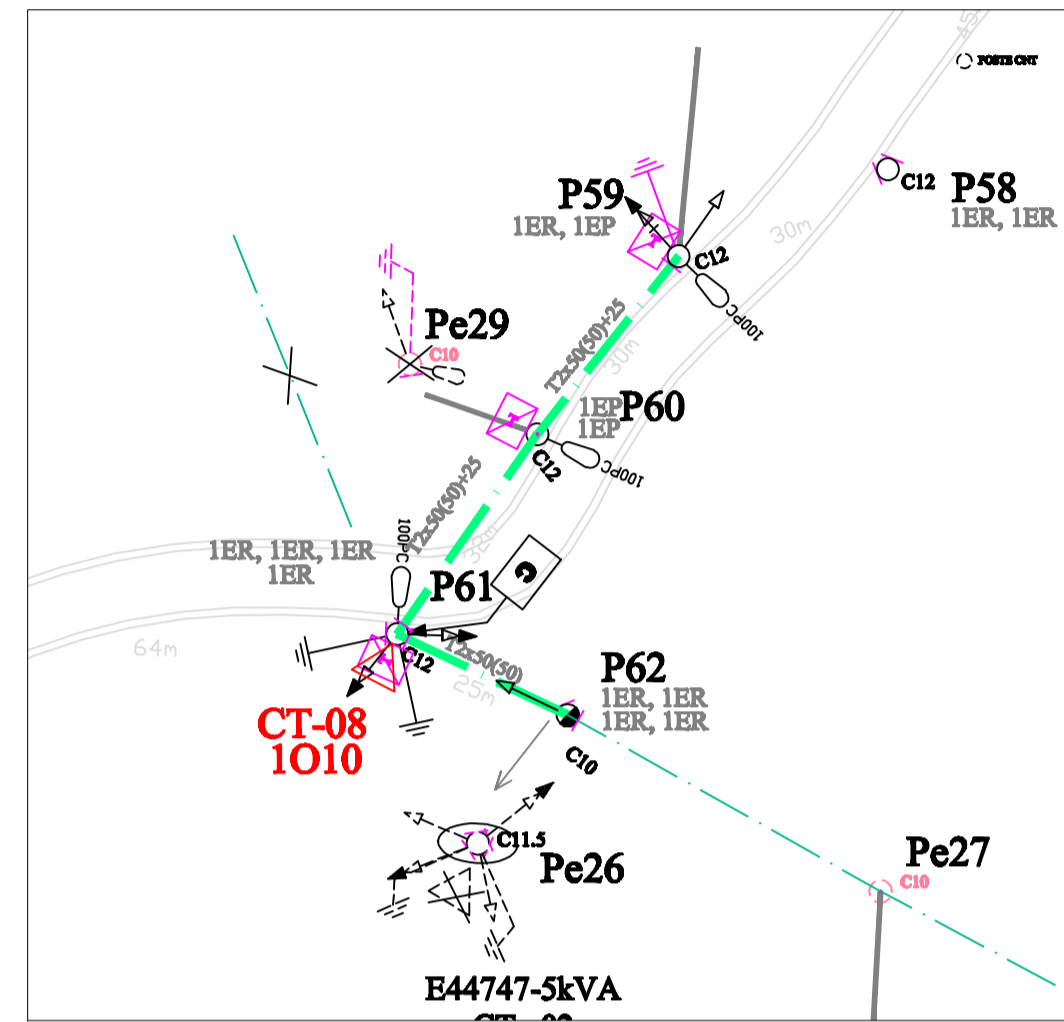 45
POSTE CNT
C12
P58
1ER, 1ER
P59
1ER, 1EP
C12
30m
100PC
Pe29
C10
T2x50(50)+25
30m
1EP
1EP
P60
C12
100PC
T2x50(50)+25
32m
1ER, 1ER, 1ER
1ER
100PC
P61
C12
64m
T2x50(50)
25m
P62
1ER, 1ER
1ER, 1ER
C10
CT-08
1O10
C11.5
Pe26
Pe27
C10
E44747-5kVA